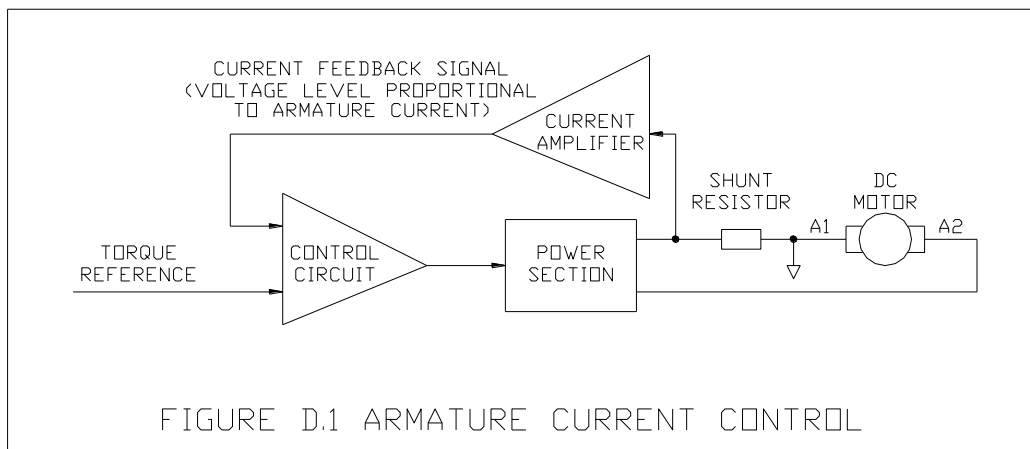 CURRENT FEEDBACK SIGNAL
(VOLTAGE LEVEL PROPORTIONAL
TO ARMATURE CURRENT)
CURRENT
AMPLIFIER
SHUNT
RESISTOR
DC
MOTOR
A1
A2
TORQUE
REFERENCE
CONTROL
CIRCUIT
POWER
SECTION
FIGURE D.1 ARMATURE CURRENT CONTROL